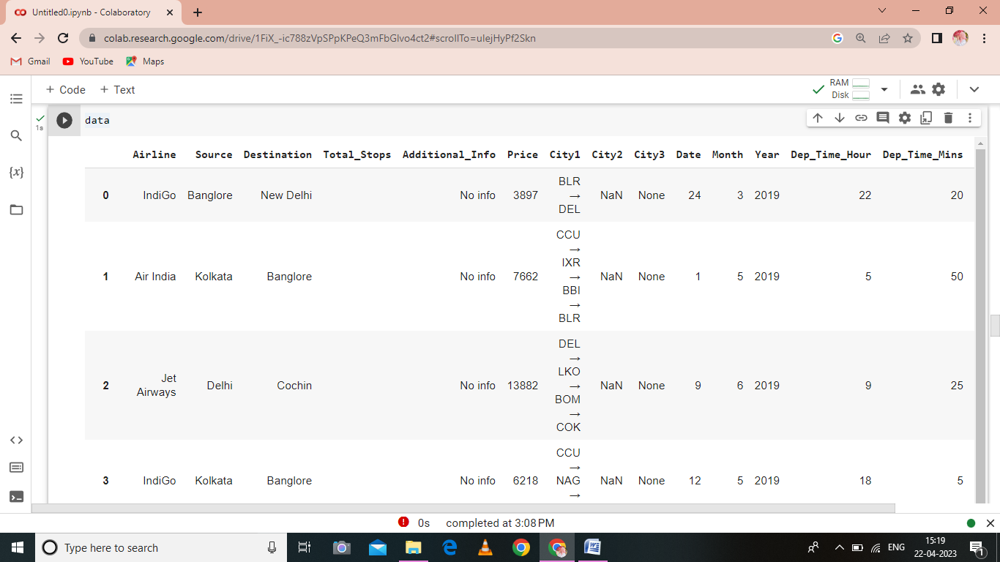 Untitled0.ipynb - Colaboratory
colab.research.google.com/drive/1FiX_-ic788zVpSPpKPeQ3mFbGlvo4ct2#scrollTo=ulejHyPf2Skn
Gmail YouTube Maps
+ Code + Text RAM Disk
1s data
Airline Source Destination Total_Stops Additional_Info Price City1 City2 City3 Date Month Year Dep_Time_Hour Dep_Time_Mins
0 IndiGo Banglore New Delhi No info 3897 BLR → DEL NaN None 24 3 2019 22 20
1 Air India Kolkata Banglore No info 7662 CCU → IXR → BBI → BLR NaN None 1 5 2019 5 50
2 Jet Airways Delhi Cochin No info 13882 DEL → LKO → BOM → COK NaN None 9 6 2019 9 25
3 IndiGo Kolkata Banglore No info 6218 CCU → NAG → NaN None 12 5 2019 18 5
0s completed at 3:08 PM
Type here to search
ENG
15:19
22-04-2023
1